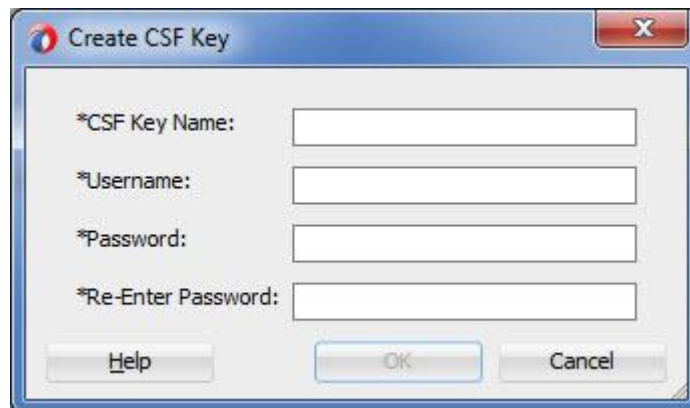 Create CSF Key
*CSF Key Name:
*Username:
*Password:
*Re-Enter Password:
Help OK Cancel